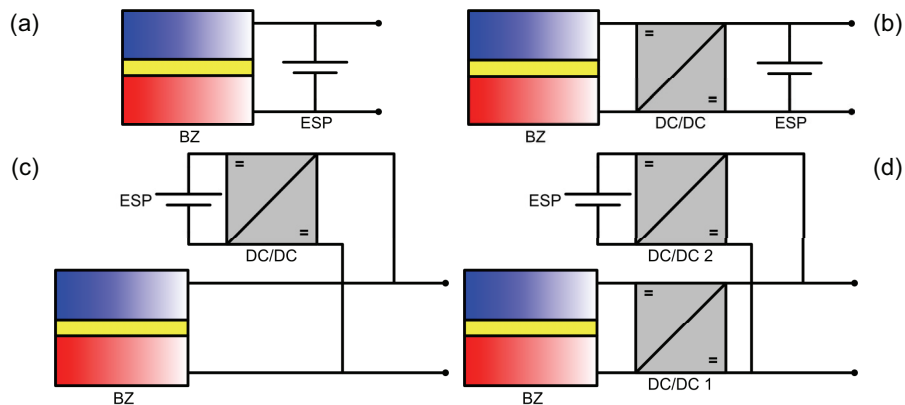 (a)
BZ
ESP
(b)
=
=
BZ
DC/DC
ESP
(c)
ESP
=
=
DC/DC
BZ
(d)
ESP
=
=
DC/DC 2
=
=
BZ
DC/DC 1